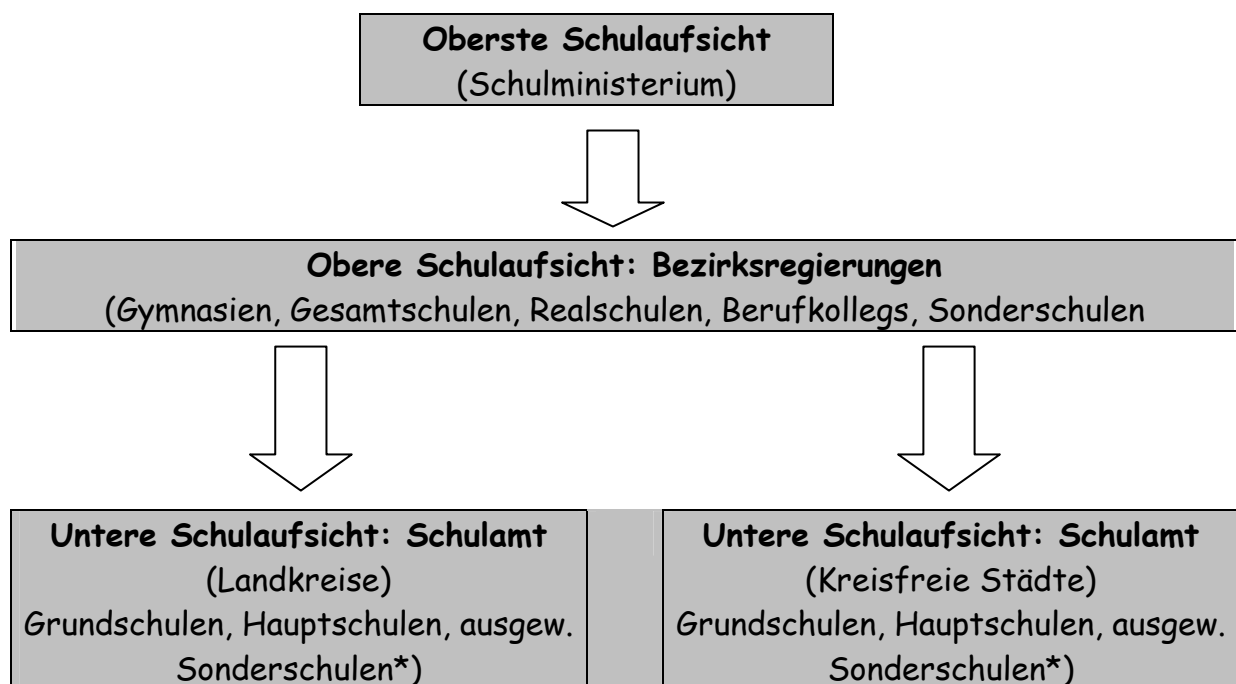 Oberste Schulaufsicht
(Schulministerium)
Obere Schulaufsicht: Bezirksregierungen
(Gymnasien, Gesamtschulen, Realschulen, Berufkollegs, Sonderschulen
Untere Schulaufsicht: Schulamt
(Landkreise)
Grundschulen, Hauptschulen, ausgew.
Sonderschulen*)
Untere Schulaufsicht: Schulamt
(Kreisfreie Städte)
Grundschulen, Hauptschulen, ausgew.
Sonderschulen*)